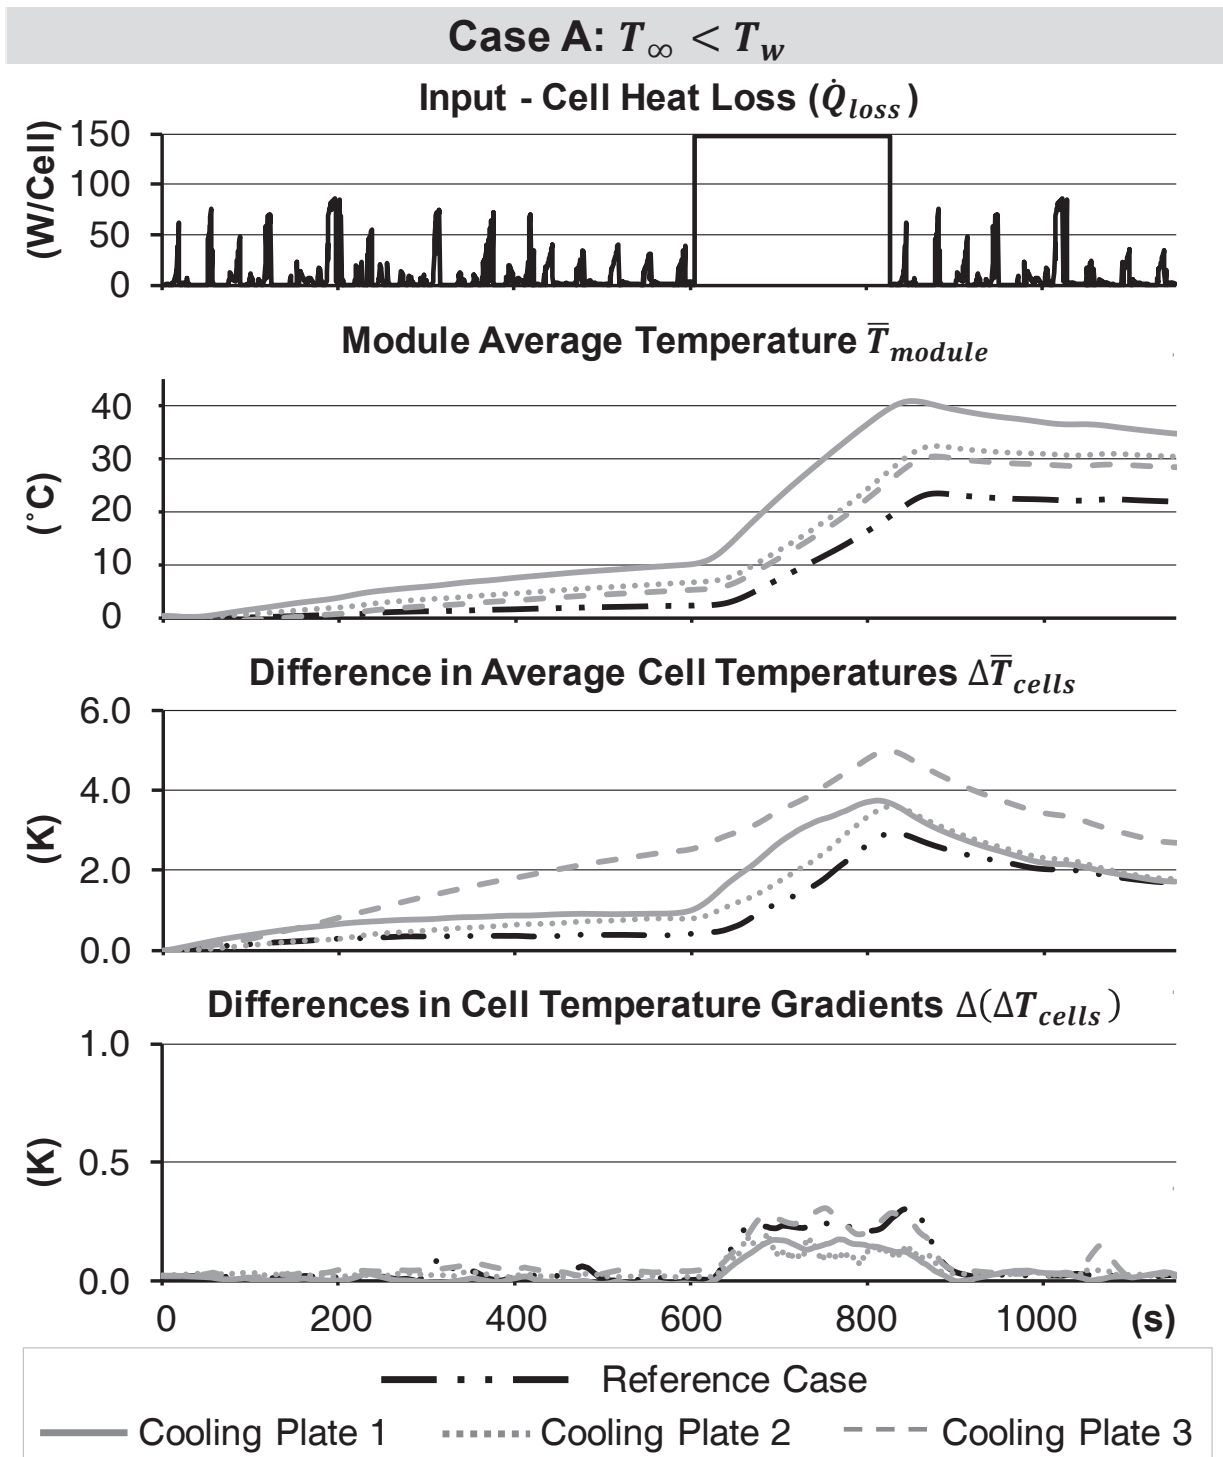 Case A: T∞ < Tw
Input - Cell Heat Loss (Q̇loss)
(W/Cell)
150
100
50
0
Module Average Temperature T̅module
(˚C)
40
30
20
10
0
Difference in Average Cell Temperatures ΔT̅cells
(K)
6.0
4.0
2.0
0.0
Differences in Cell Temperature Gradients Δ(ΔTcells)
(K)
1.0
0.5
0.0
0 200 400 600 800 1000 (s)
Reference Case
Cooling Plate 1 Cooling Plate 2 Cooling Plate 3